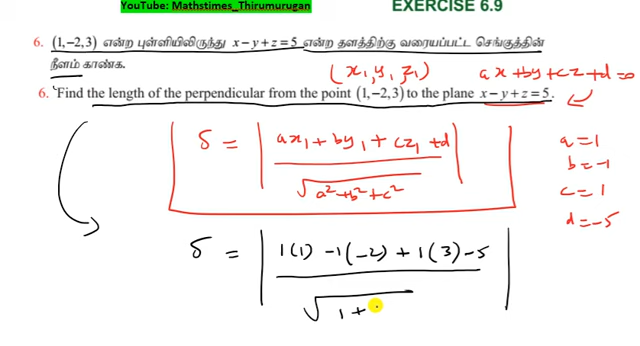 YouTube: Mathstimes_Thirumurugan
EXERCISE 6.9
6. (1,−2,3) என்ற புள்ளியிலிருந்து x−y+z=5 என்ற தளத்திற்கு வரையப்பட்ட செங்குத்தின்
நீளம் காண்க.
(x₁, y₁, z₁) ax+by+cz+d=0
6. Find the length of the perpendicular from the point (1,−2,3) to the plane x−y+z=5.
δ = | ax₁+by₁+cz₁+d / √a²+b²+c² |
a=1
b=−1
c=1
d=−5
δ = | 1(1) −1(−2) + 1(3) −5 / √1+ |